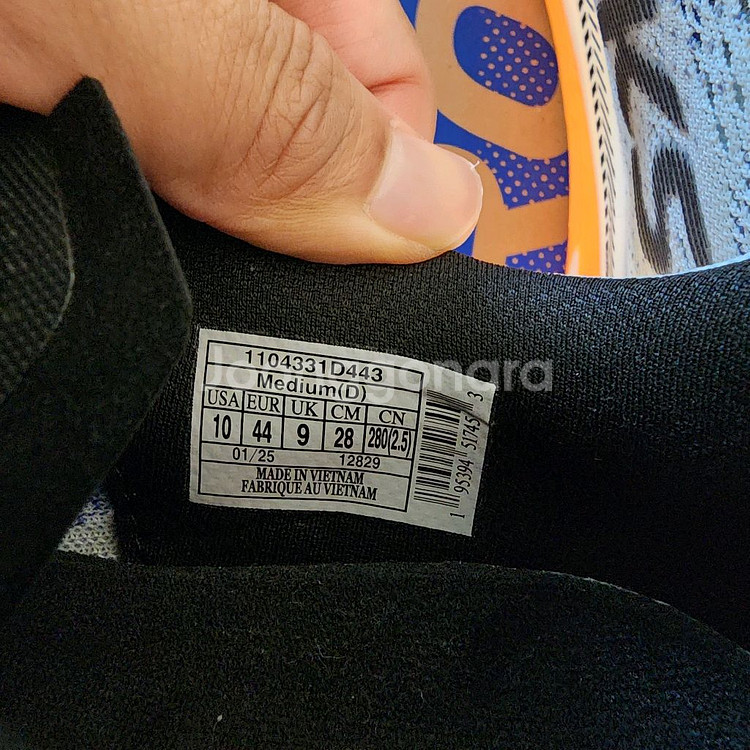 RO
1104331D443
Medium(D)
USA EUR UK CM CN
10 44 9 28 280(2.5)
01/25 12829
MADE IN VIETNAM
FABRIQUE AU VIETNAM